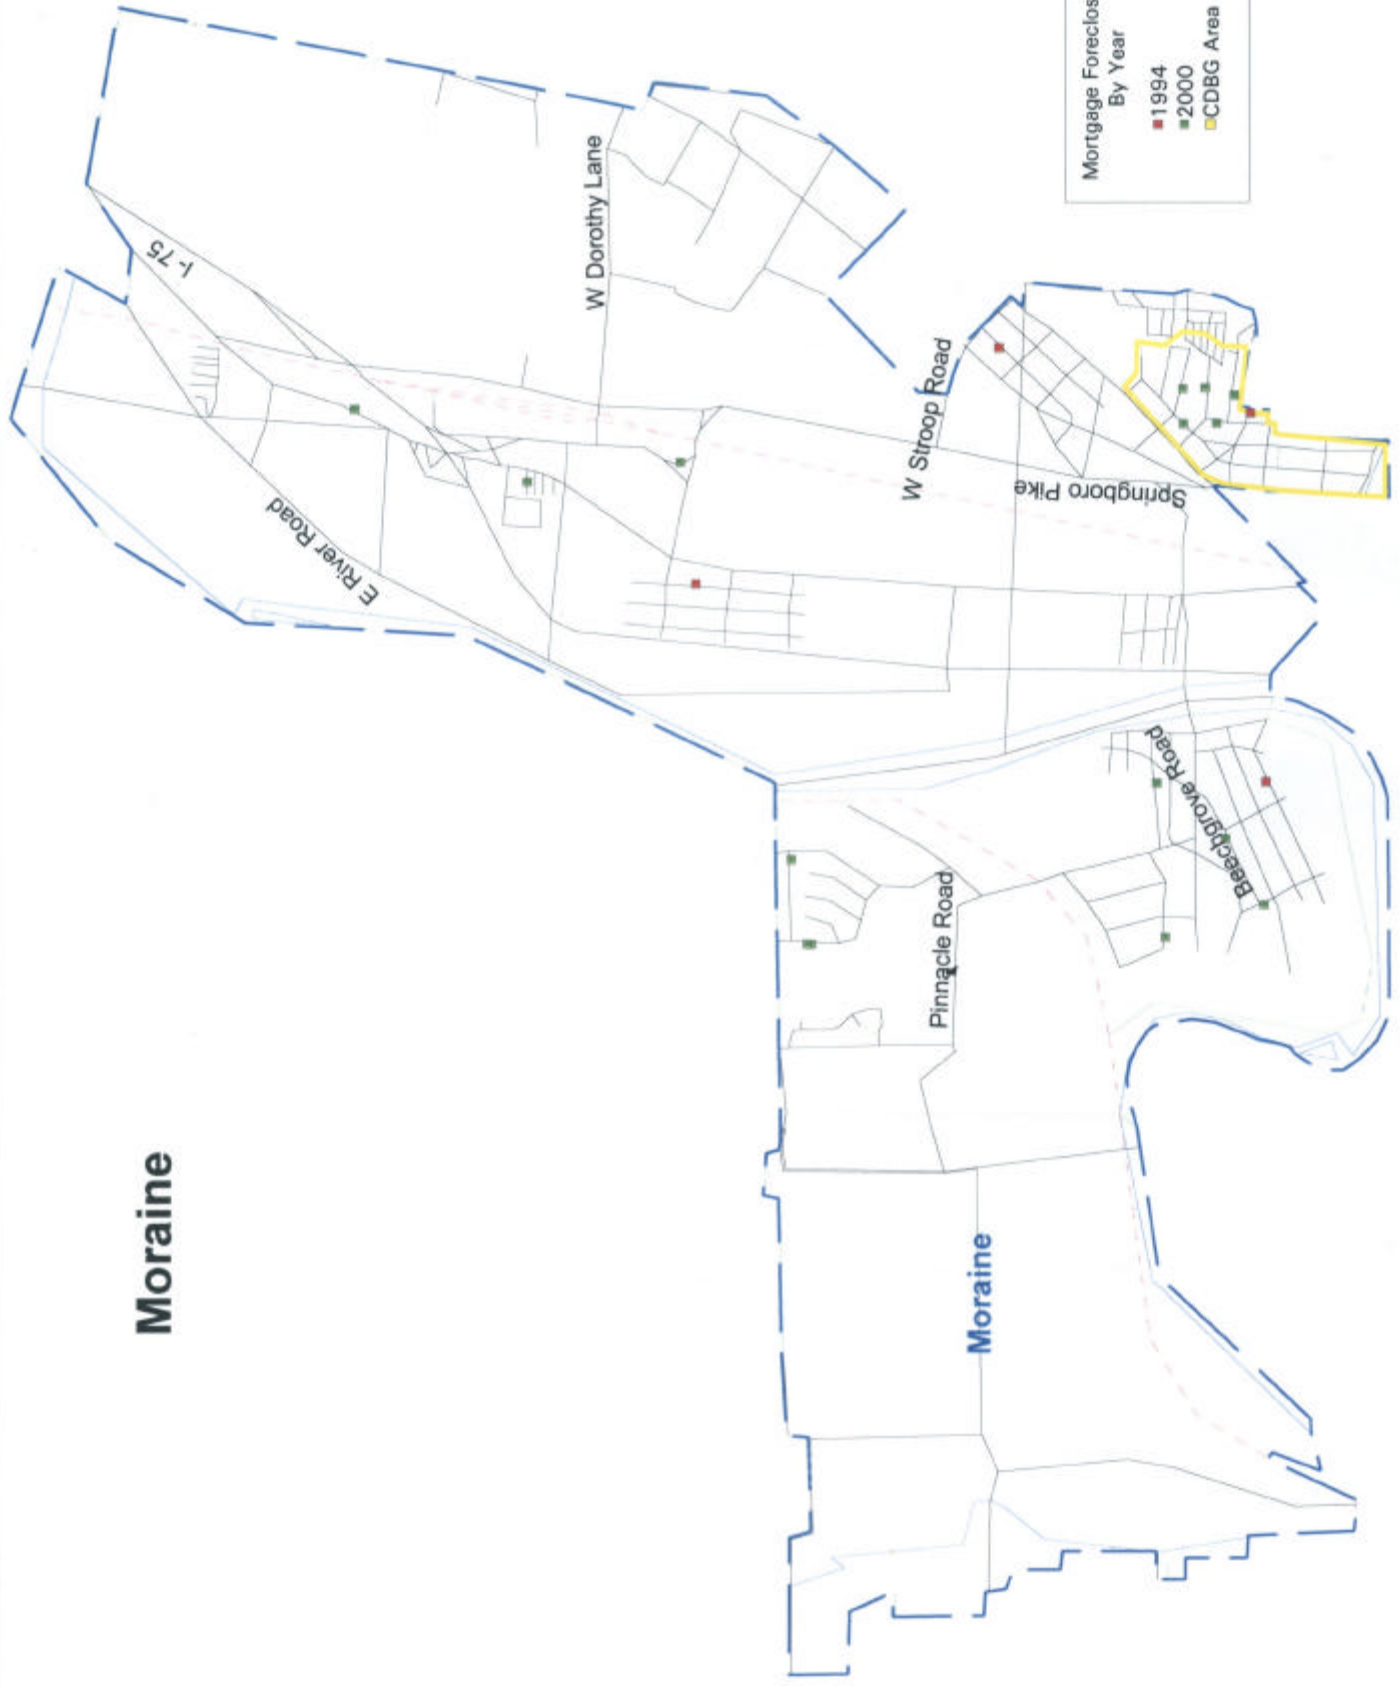 Moraine
I-75
E River Road
W Dorothy Lane
W Stroop Road
Springboro Pike
Beechgrove Road
Pinnacle Road
Moraine
Mortgage Foreclos
By Year
1994
2000
CDBG Area